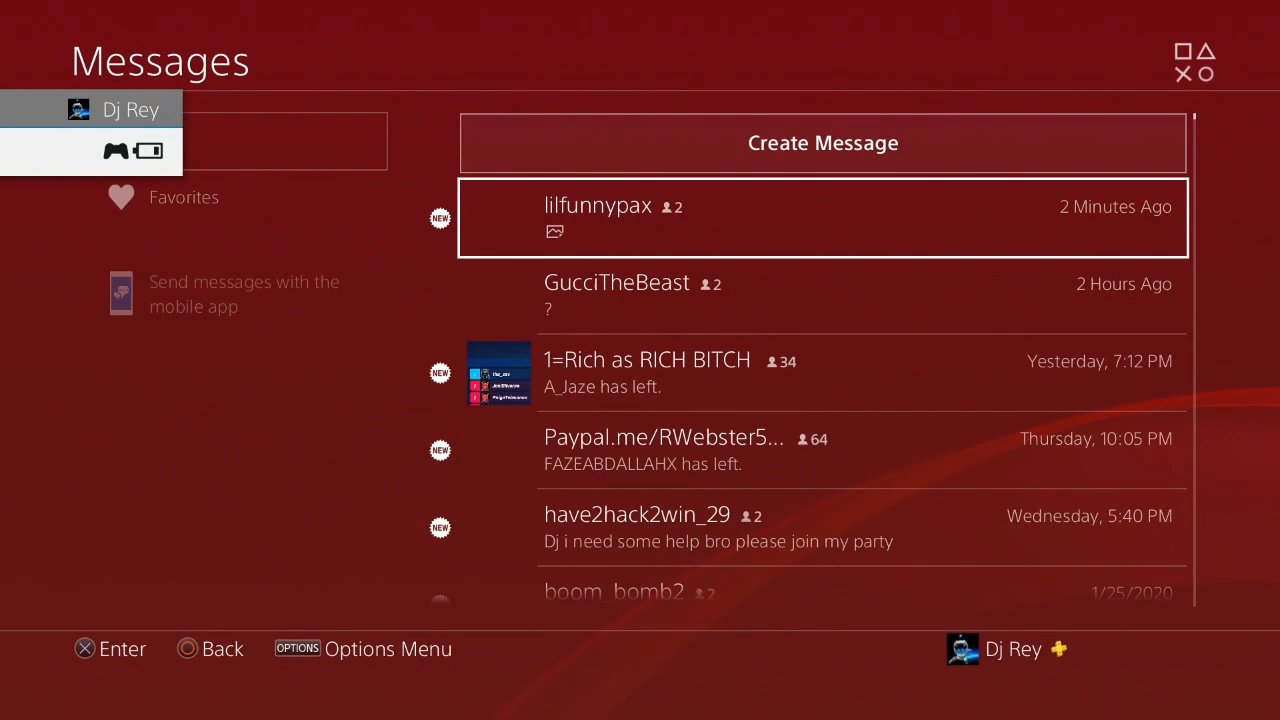 Messages
Dj Rey
Favorites
Send messages with the
mobile app
Create Message
NEW
lilfunnypax 2
2 Minutes Ago
GucciTheBeast 2
2 Hours Ago
?
NEW
1=Rich as RICH BITCH 34
Yesterday, 7:12 PM
A_Jaze has left.
NEW
Paypal.me/RWebster5... 64
Thursday, 10:05 PM
FAZEABDALLAHX has left.
NEW
have2hack2win_29 2
Wednesday, 5:40 PM
Dj i need some help bro please join my party
boom_bomb2 2
1/25/2020
Enter
Back
OPTIONS Options Menu
Dj Rey